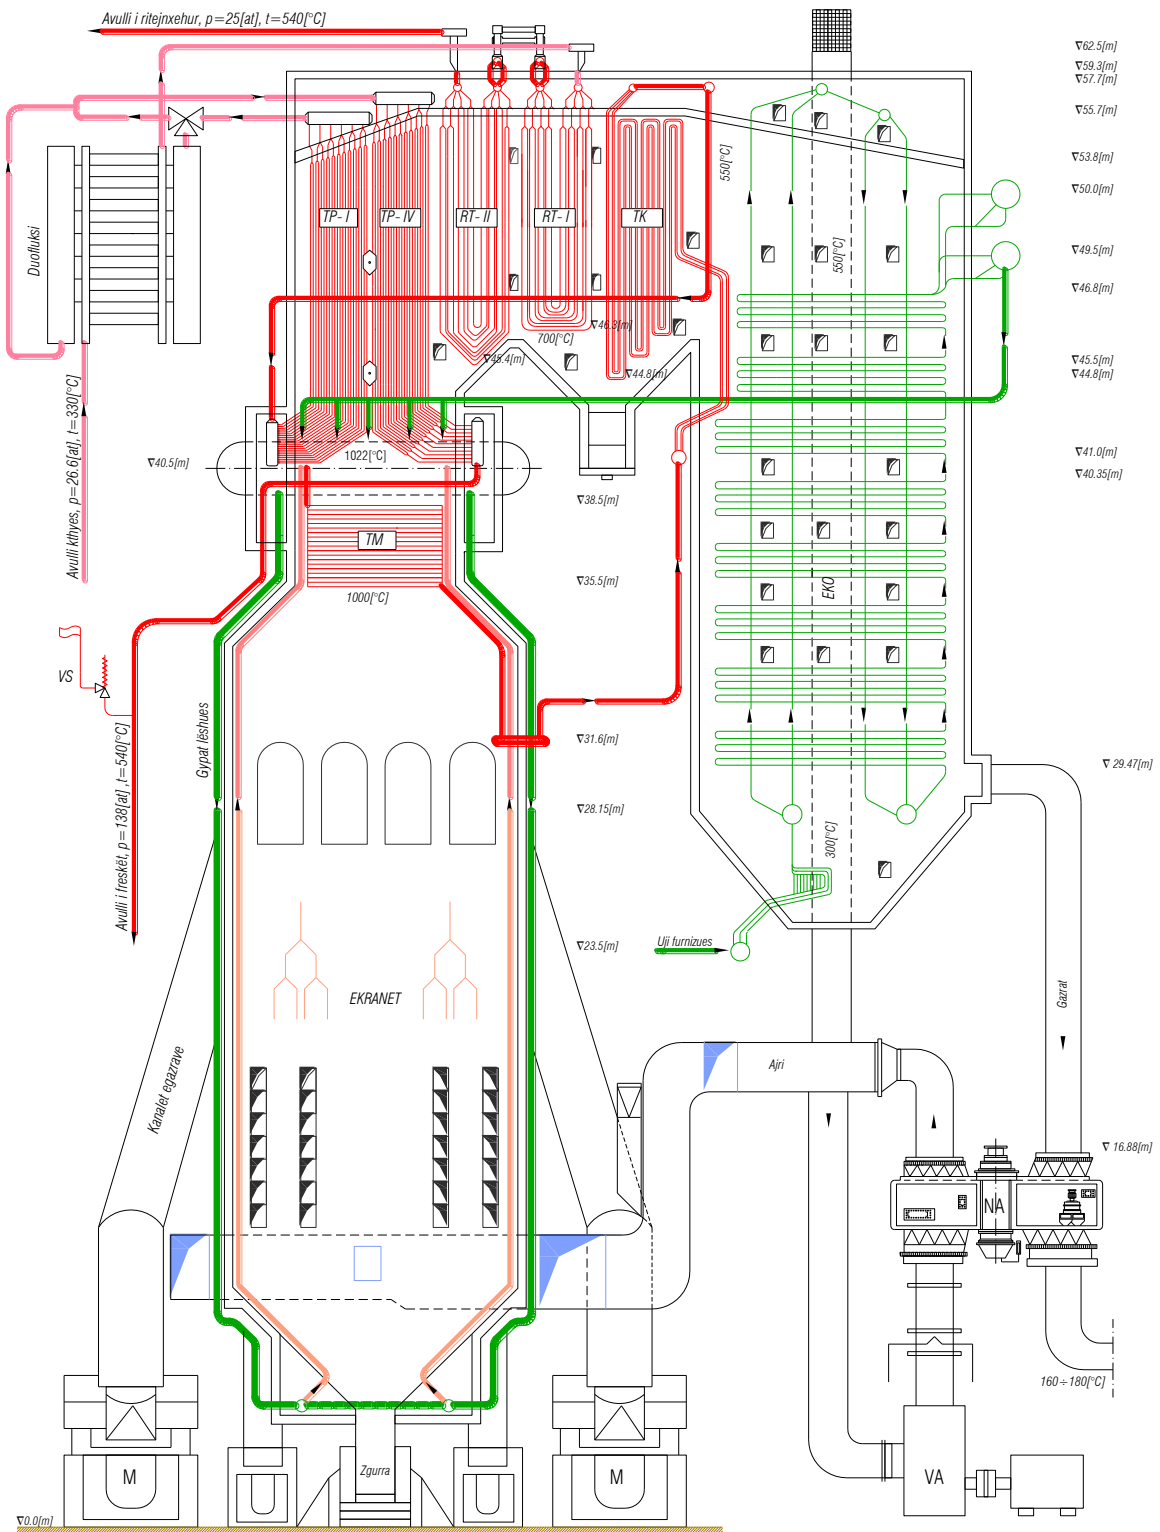 Avulli i ritejnxehur, p=25[at], t=540[°C]
∇62.5[m]
∇59.3[m]
∇57.7[m]
∇55.7[m]
∇53.8[m]
∇50.0[m]
∇49.5[m]
∇46.8[m]
∇45.5[m]
∇44.8[m]
∇41.0[m]
∇40.35[m]
∇ 29.47[m]
∇ 16.88[m]
Duofluksi
TP- I
TP- IV
RT- II
RT- I
TK
550[°C]
550[°C]
∇46.3[m]
700[°C]
∇45.4[m]
∇44.8[m]
Avulli kthyes, p=26.6[at], t=330[°C]
∇40.5[m]
1022[°C]
∇38.5[m]
TM
∇35.5[m]
1000[°C]
EKO
VS
Gypat lëshues
Avulli i freskët, p=138[at] ,t=540[°C]
∇31.6[m]
∇28.15[m]
300[°C]
∇23.5[m]
Uji furnizues
EKRANET
Gazrat
Ajri
Kanalet egazrave
NA
160÷180[°C]
M
Zgurra
M
VA
∇0.0[m]